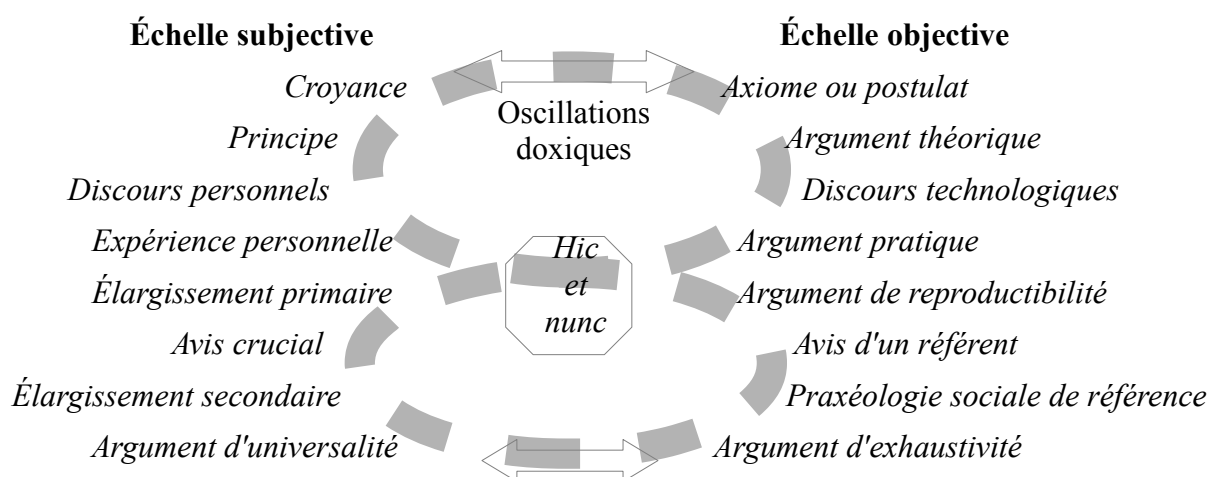 Échelle subjective
Échelle objective
Croyance
Axiome ou postulat
Oscillations
doxiques
Principe
Argument théorique
Discours personnels
Discours technologiques
Expérience personnelle
Hic
et
nunc
Argument pratique
Élargissement primaire
Argument de reproductibilité
Avis crucial
Avis d'un référent
Élargissement secondaire
Praxéologie sociale de référence
Argument d'universalité
Argument d'exhaustivité